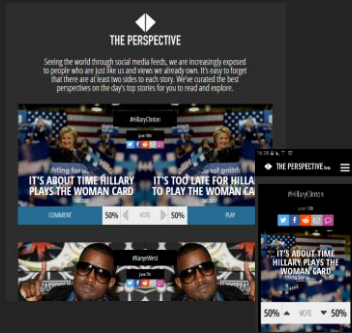 THE PERSPECTIVE
Seeing the world through social media feeds, we are increasingly exposed
to people who are just like us and views we already own. It's easy to forget
that there are at least two sides to each story. We've curated the best
perspectives on the day's top stories for you to read and explore.
#HillaryClinton
June 10th
IT'S ABOUT TIME HILLARY
PLAYS THE WOMAN CARD
IT'S TOO LATE FOR HILLA
TO PLAY THE WOMAN CAR
COMMENT
50%
VOTE
50%
PLAY
#KanyeWest
THE PERSPECTIVE
#HillaryClinton
IT'S ABOUT TIME
HILLARY PLAYS THE
WOMAN CARD
50%
VOTE
50%